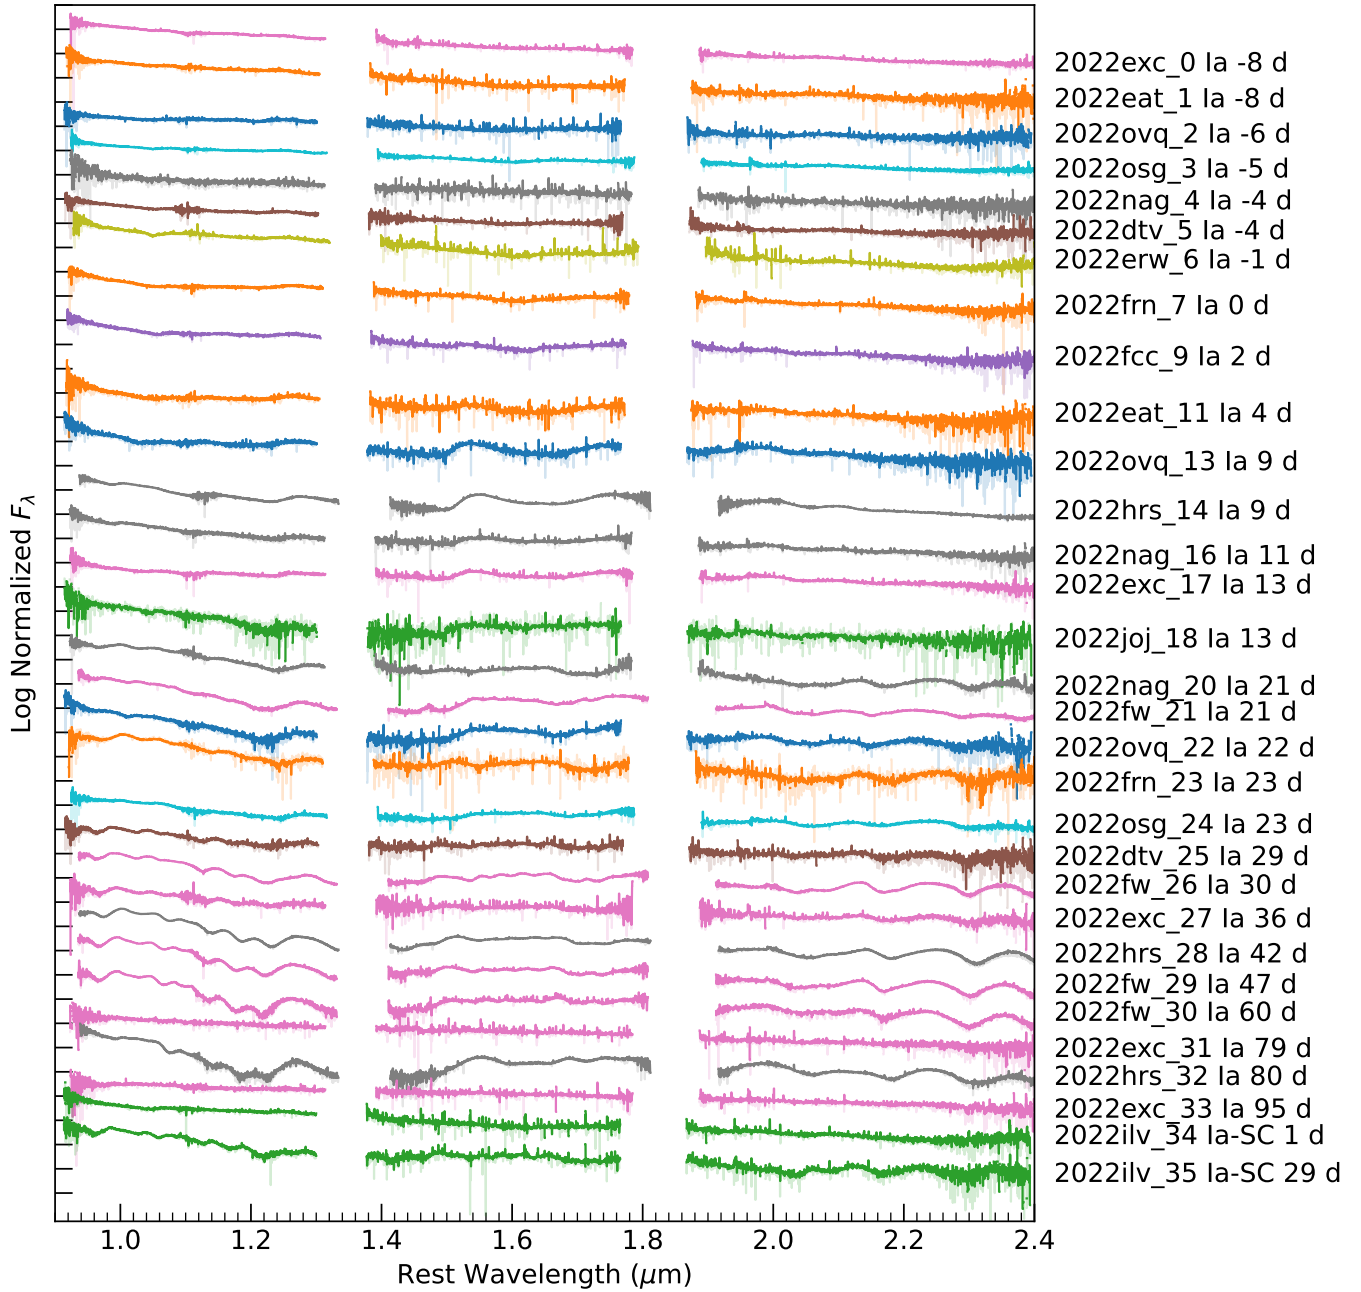 2022exc_0 Ia -8 d
2022eat_1 Ia -8 d
2022ovq_2 Ia -6 d
2022osg_3 Ia -5 d
2022nag_4 Ia -4 d
2022dtv_5 Ia -4 d
2022erw_6 Ia -1 d
2022frn_7 Ia 0 d
2022fcc_9 Ia 2 d
2022eat_11 Ia 4 d
2022ovq_13 Ia 9 d
2022hrs_14 Ia 9 d
2022nag_16 Ia 11 d
2022exc_17 Ia 13 d
2022joj_18 Ia 13 d
2022nag_20 Ia 21 d
2022fw_21 Ia 21 d
2022ovq_22 Ia 22 d
2022frn_23 Ia 23 d
2022osg_24 Ia 23 d
2022dtv_25 Ia 29 d
2022fw_26 Ia 30 d
2022exc_27 Ia 36 d
2022hrs_28 Ia 42 d
2022fw_29 Ia 47 d
2022fw_30 Ia 60 d
2022exc_31 Ia 79 d
2022hrs_32 Ia 80 d
2022exc_33 Ia 95 d
2022ilv_34 Ia-SC 1 d
2022ilv_35 Ia-SC 29 d
Log Normalized Fλ
1.0 1.2 1.4 1.6 1.8 2.0 2.2 2.4
Rest Wavelength (μm)